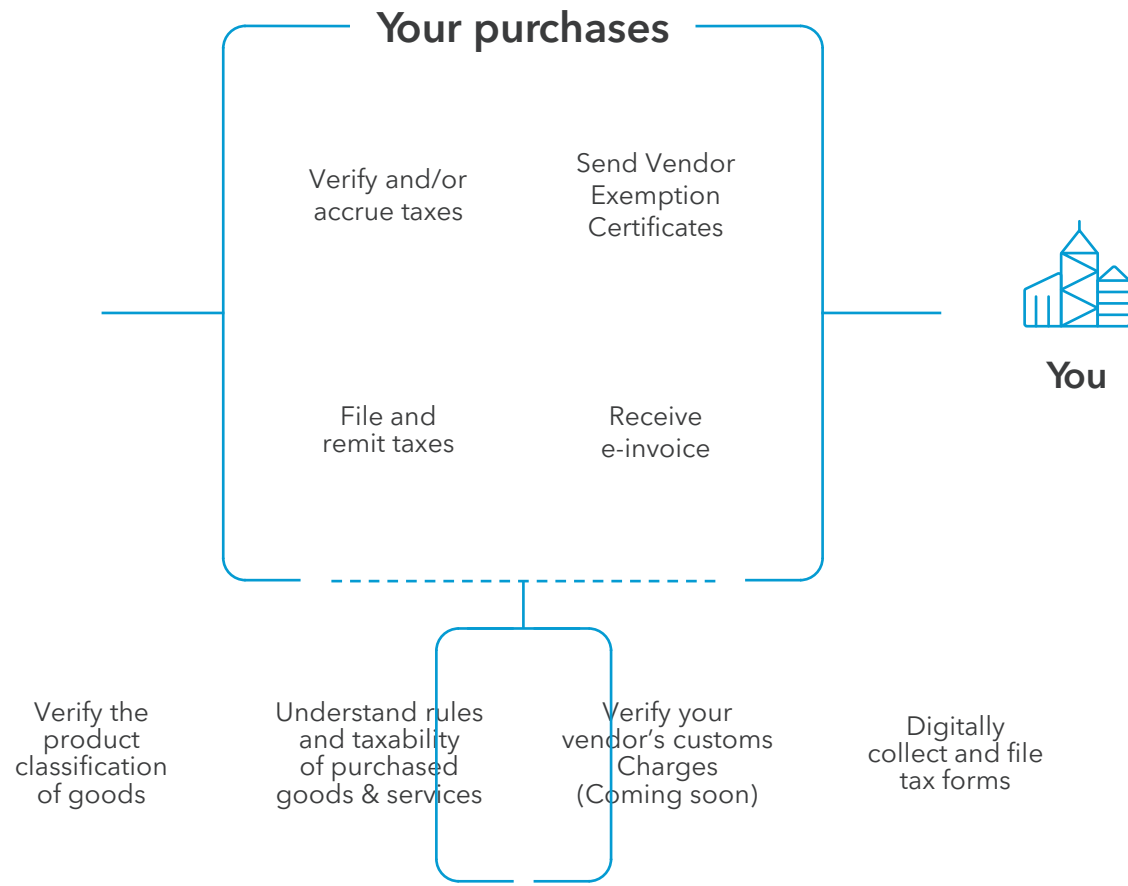 Your purchases
Verify and/or
accrue taxes
Send Vendor
Exemption
Certificates
You
File and
remit taxes
Receive
e-invoice
Verify the
product
classification
of goods
Understand rules
and taxability
of purchased
goods & services
Verify your
vendor’s customs
Charges
(Coming soon)
Digitally
collect and file
tax forms